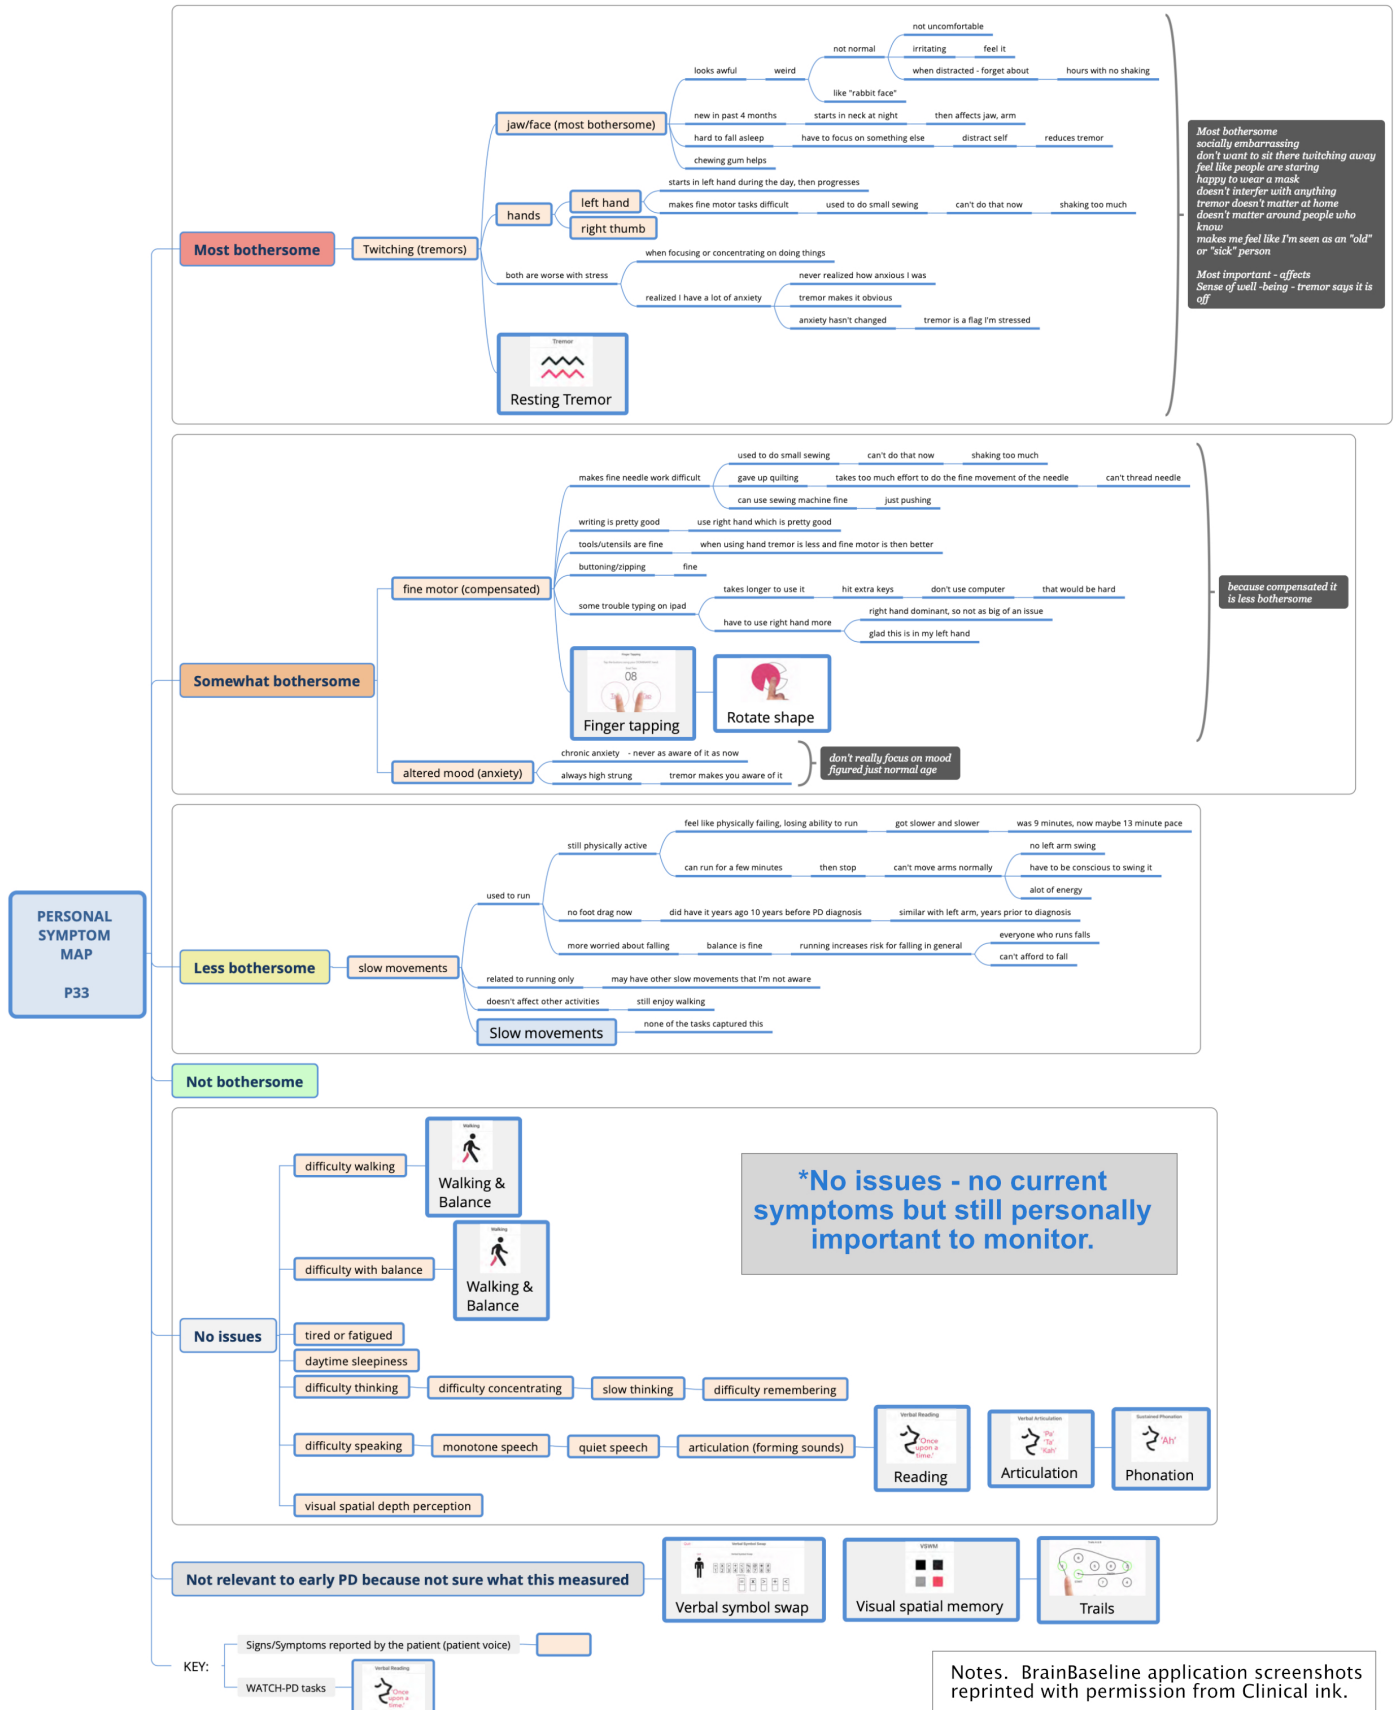 PERSONAL
SYMPTOM
MAP
P33
Most bothersome
Twitching (tremors)
jaw/face (most bothersome)
looks awful
weird
not normal
not uncomfortable
irritating
feel it
when distracted - forget about
hours with no shaking
like "rabbit face"
new in past 4 months
starts in neck at night
then affects jaw, arm
hard to fall asleep
have to focus on something else
distract self
reduces tremor
chewing gum helps
hands
left hand
starts in left hand during the day, then progresses
makes fine motor tasks difficult
used to do small sewing
can't do that now
shaking too much
right thumb
both are worse with stress
when focusing or concentrating on doing things
realized I have a lot of anxiety
never realized how anxious I was
tremor makes it obvious
anxiety hasn't changed
tremor is a flag I'm stressed
Tremor
Resting Tremor
Most bothersome
socially embarrassing
don't want to sit there twitching away
feel like people are staring
happy to wear a mask
doesn't interfer with anything
tremor doesn't matter at home
doesn't matter around people who
know
makes me feel like I'm seen as an "old"
or "sick" person
Most important - affects
Sense of well -being - tremor says it is
off
Somewhat bothersome
fine motor (compensated)
makes fine needle work difficult
used to do small sewing
can't do that now
shaking too much
gave up quilting
takes too much effort to do the fine movement of the needle
can't thread needle
can use sewing machine fine
just pushing
writing is pretty good
use right hand which is pretty good
tools/utensils are fine
when using hand tremor is less and fine motor is then better
buttoning/zipping
fine
some trouble typing on ipad
takes longer to use it
hit extra keys
don't use computer
that would be hard
have to use right hand more
right hand dominant, so not as big of an issue
glad this is in my left hand
Finger Tapping
08
Finger tapping
Rotate shape
because compensated it
is less bothersome
altered mood (anxiety)
chronic anxiety - never as aware of it as now
always high strung
tremor makes you aware of it
don't really focus on mood
figured just normal age
Less bothersome
slow movements
used to run
still physically active
feel like physically failing, losing ability to run
got slower and slower
was 9 minutes, now maybe 13 minute pace
can run for a few minutes
then stop
can't move arms normally
no left arm swing
have to be conscious to swing it
alot of energy
no foot drag now
did have it years ago 10 years before PD diagnosis
similar with left arm, years prior to diagnosis
more worried about falling
balance is fine
running increases risk for falling in general
everyone who runs falls
can't afford to fall
related to running only
may have other slow movements that I'm not aware
doesn't affect other activities
still enjoy walking
Slow movements
none of the tasks captured this
Not bothersome
No issues
difficulty walking
Walking
Walking &
Balance
difficulty with balance
Walking
Walking &
Balance
tired or fatigued
daytime sleepiness
difficulty thinking
difficulty concentrating
slow thinking
difficulty remembering
difficulty speaking
monotone speech
quiet speech
articulation (forming sounds)
Verbal Reading
'Once
upon a
time.'
Reading
Verbal Articulation
'Pa'
'Ta'
'Kah'
Articulation
Sustained Phonation
'Ah'
Phonation
visual spatial depth perception
*No issues - no current
symptoms but still personally
important to monitor.
Not relevant to early PD because not sure what this measured
Verbal Symbol Swap
Verbal symbol swap
VSWM
Visual spatial memory
Trails
KEY:
Signs/Symptoms reported by the patient (patient voice)
WATCH-PD tasks
Verbal Reading
'Once
upon a
time.'
Notes. BrainBaseline application screenshots
reprinted with permission from Clinical ink.